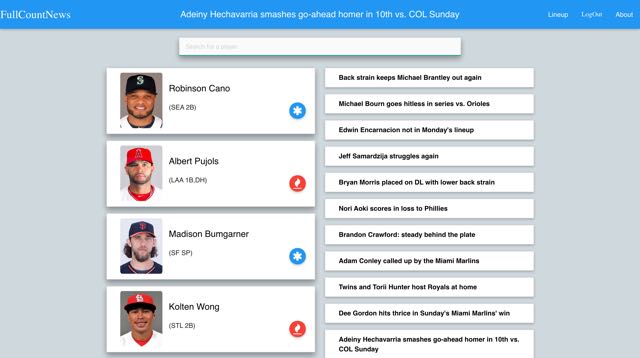 FullCountNews
Adeiny Hechavarria smashes go-ahead homer in 10th vs. COL Sunday
Lineup
LogOut
About
Search for a player
Robinson Cano
(SEA 2B)
Albert Pujols
(LAA 1B,DH)
Madison Bumgarner
(SF SP)
Kolten Wong
(STL 2B)
Back strain keeps Michael Brantley out again
Michael Bourn goes hitless in series vs. Orioles
Edwin Encarnacion not in Monday's lineup
Jeff Samardzija struggles again
Bryan Morris placed on DL with lower back strain
Nori Aoki scores in loss to Phillies
Brandon Crawford: steady behind the plate
Adam Conley called up by the Miami Marlins
Twins and Torii Hunter host Royals at home
Dee Gordon hits thrice in Sunday's Miami Marlins' win
Adeiny Hechavarria smashes go-ahead homer in 10th vs.
COL Sunday